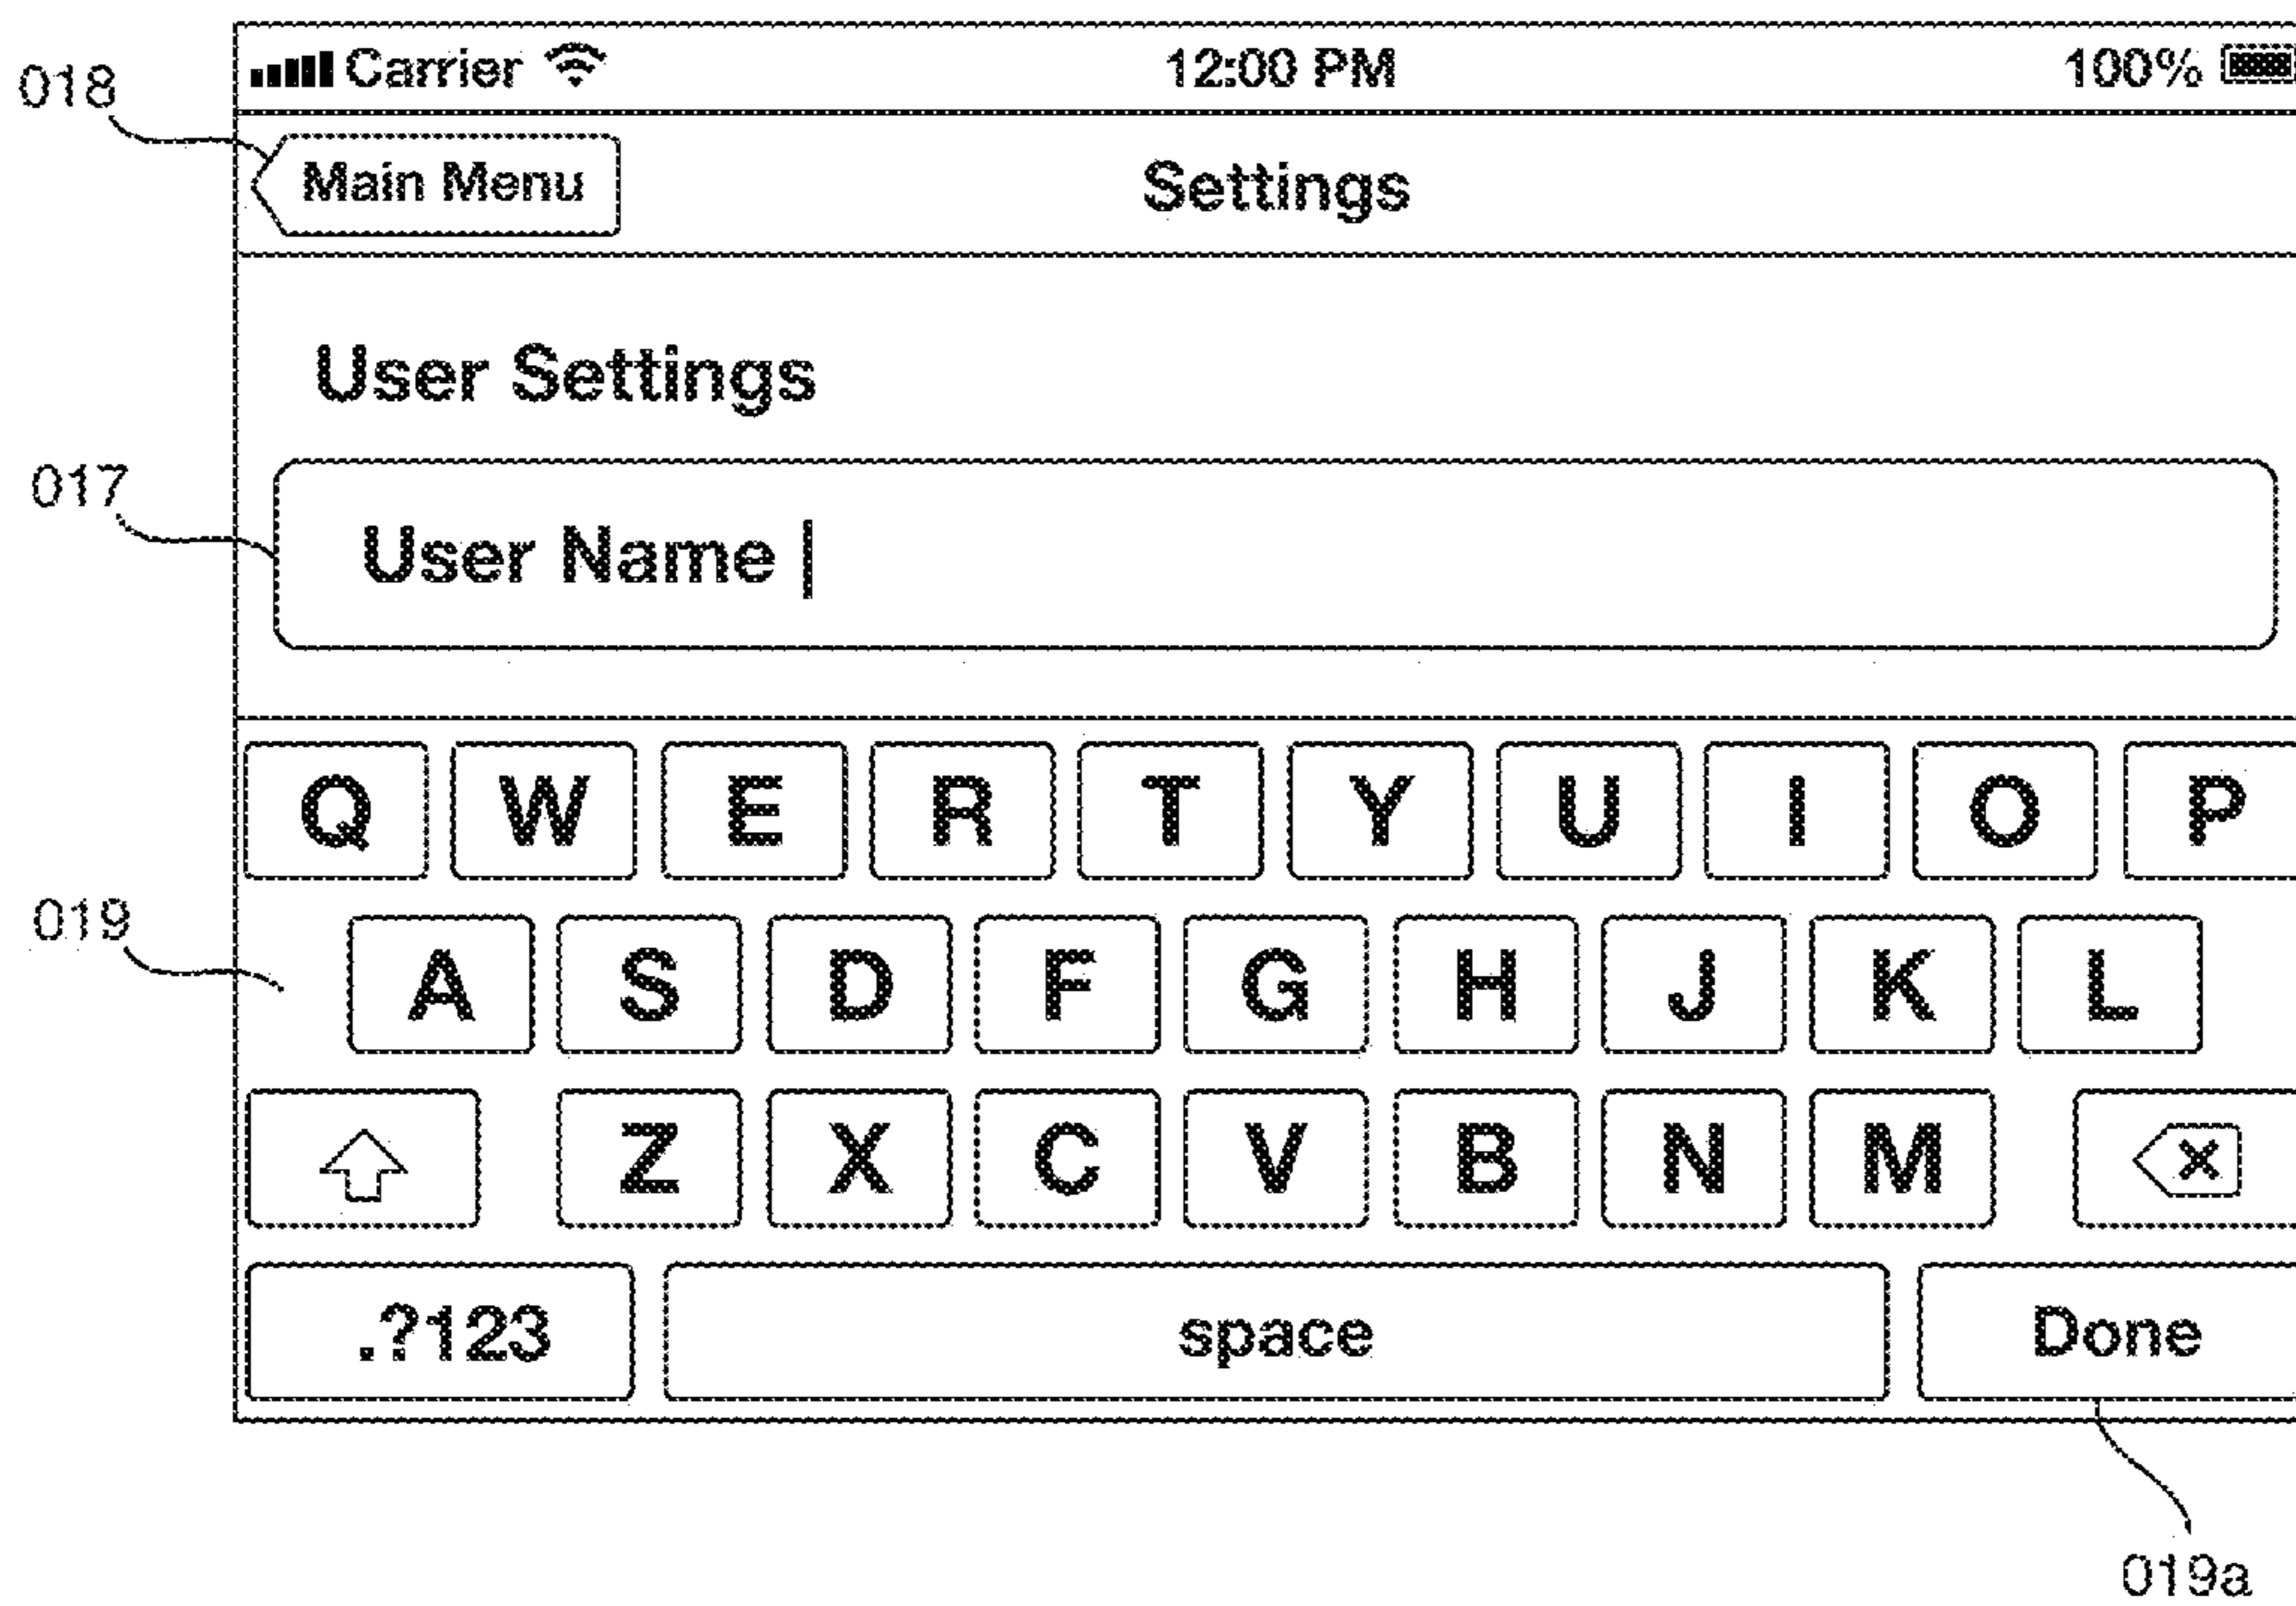 018
Carrier 12:00 PM 100%
Main Menu Settings
User Settings
017
User Name
Q W E R T Y U I O P
019
A S D F G H J K L
Z X C V B N M
.?123 space Done
019a